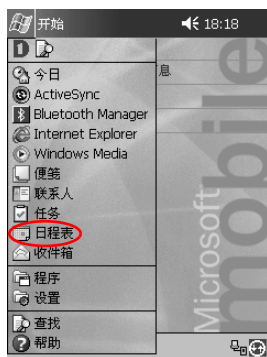 开始 18:18
今日
息
ActiveSync
Bluetooth Manager
Internet Explorer
Windows Media
便笺
联系人
任务
日程表
收件箱
程序
设置
查找
帮助
Microsoft
mobile